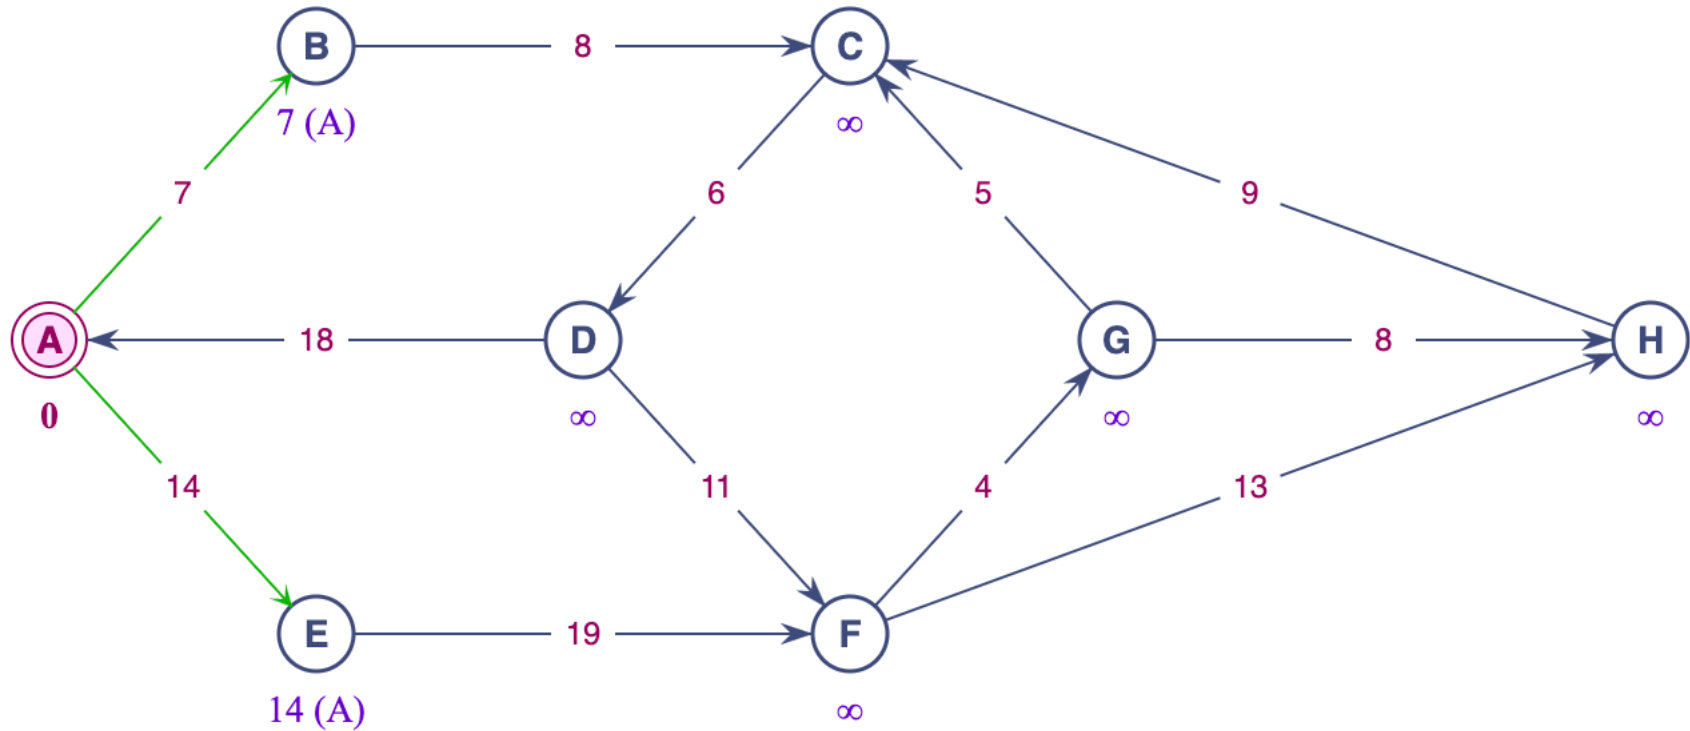 B 8 C
7 (A) ∞
7 6 5 9
A 18 D G 8 H
0 ∞ ∞ ∞
14 11 4 13
E 19 F
14 (A) ∞